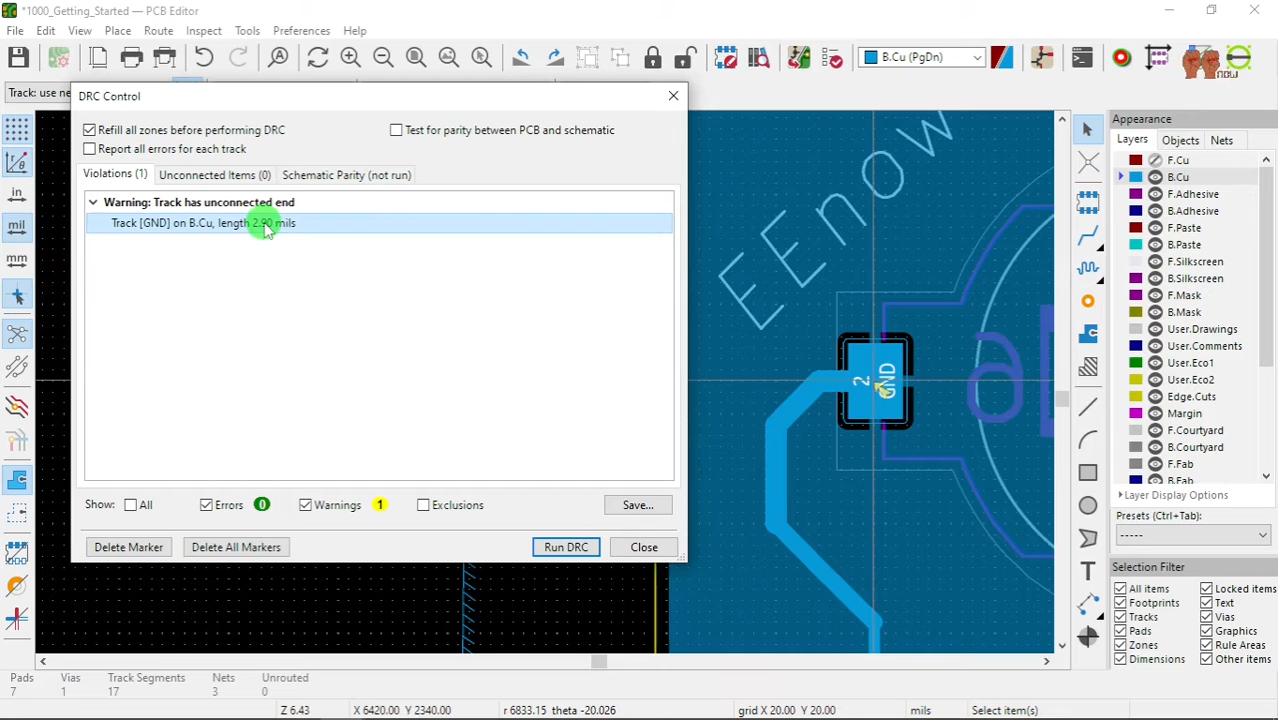 *1000_Getting_Started — PCB Editor
File Edit View Place Route Inspect Tools Preferences Help
B.Cu (PgDn)
now
Track: use ne
DRC Control
Refill all zones before performing DRC
Test for parity between PCB and schematic
Report all errors for each track
Violations (1) Unconnected Items (0) Schematic Parity (not run)
Warning: Track has unconnected end
Track [GND] on B.Cu, length 2.90 mils
Show: All Errors 0 Warnings 1 Exclusions Save...
Delete Marker Delete All Markers Run DRC Close
in
mil
mm
EEnow
2
GND
Appearance
Layers Objects Nets
F.Cu
B.Cu
F.Adhesive
B.Adhesive
F.Paste
B.Paste
F.Silkscreen
B.Silkscreen
F.Mask
B.Mask
User.Drawings
User.Comments
User.Eco1
User.Eco2
Edge.Cuts
Margin
F.Courtyard
B.Courtyard
F.Fab
B.Fab
Layer Display Options
Presets (Ctrl+Tab):
-----
Selection Filter
All items Locked items
Footprints Text
Tracks Vias
Pads Graphics
Zones Rule Areas
Dimensions Other items
Pads Vias Track Segments Nets Unrouted
7 1 17 3 0
Z 6.43 X 6420.00 Y 2340.00 r 6833.15 theta -20.026 grid X 20.00 Y 20.00 mils Select item(s)